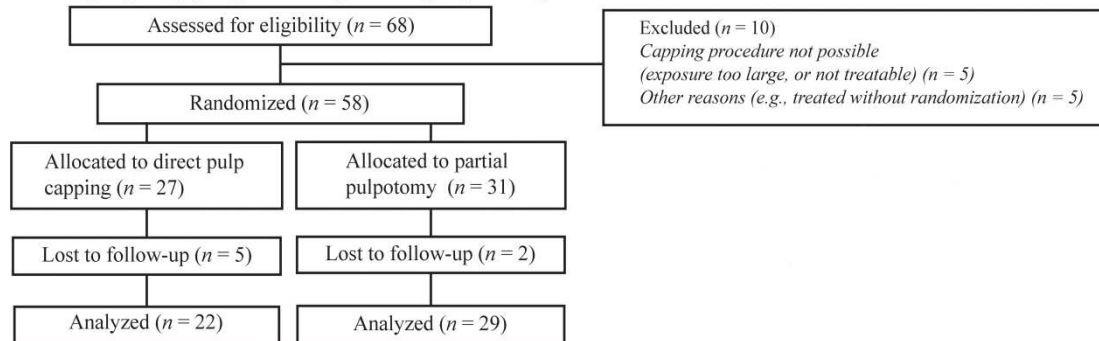 Assessed for eligibility (n = 68)
Excluded (n = 10)
Capping procedure not possible
(exposure too large, or not treatable) (n = 5)
Other reasons (e.g., treated without randomization) (n = 5)
Randomized (n = 58)
Allocated to direct pulp
capping (n = 27)
Allocated to partial
pulpotomy (n = 31)
Lost to follow-up (n = 5)
Lost to follow-up (n = 2)
Analyzed (n = 22)
Analyzed (n = 29)